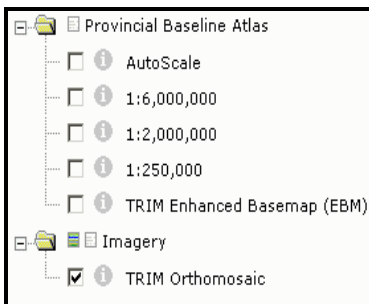 Provincial Baseline Atlas
AutoScale
1:6,000,000
1:2,000,000
1:250,000
TRIM Enhanced Basemap (EBM)
Imagery
TRIM Orthomosaic